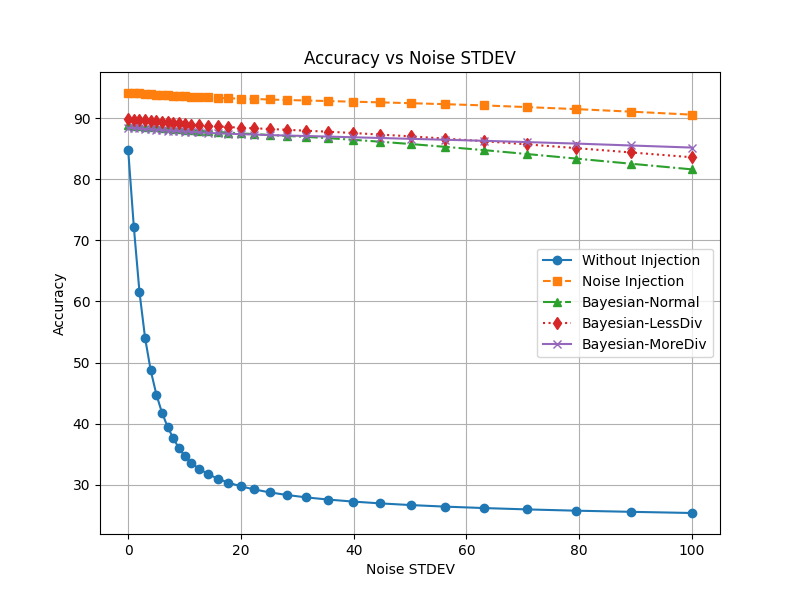 Accuracy vs Noise STDEV
90
80
70
60
50
40
30
Accuracy
Without Injection
Noise Injection
Bayesian-Normal
Bayesian-LessDiv
Bayesian-MoreDiv
0 20 40 60 80 100
Noise STDEV